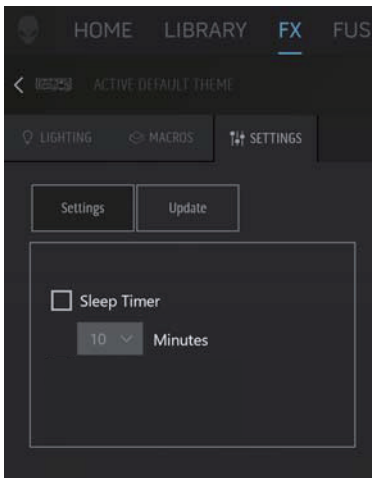 HOME LIBRARY FX FUS
ACTIVE DEFAULT THEME
LIGHTING MACROS SETTINGS
Settings Update
Sleep Timer
10 Minutes